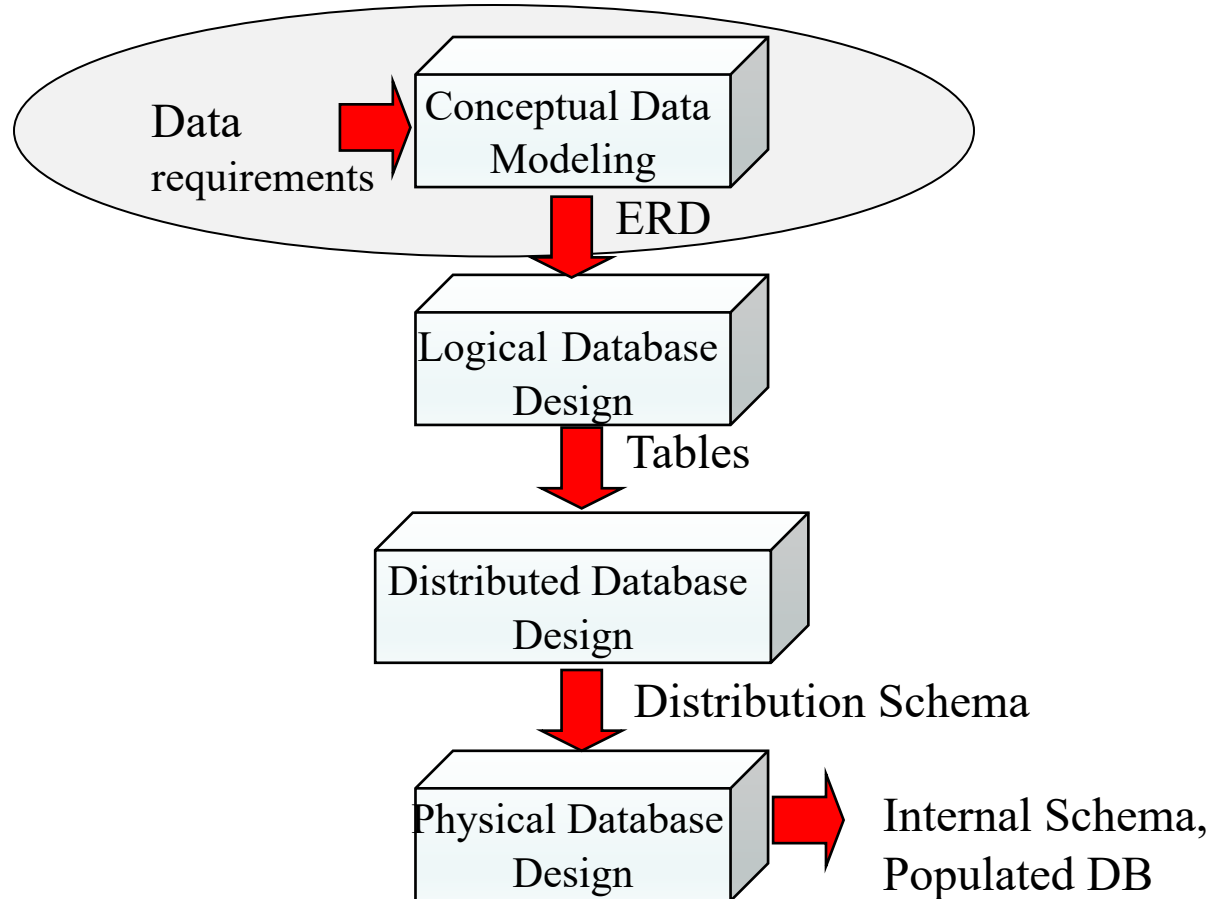 Data
requirements
Conceptual Data
Modeling
ERD
Logical Database
Design
Tables
Distributed Database
Design
Distribution Schema
Physical Database
Design
Internal Schema,
Populated DB